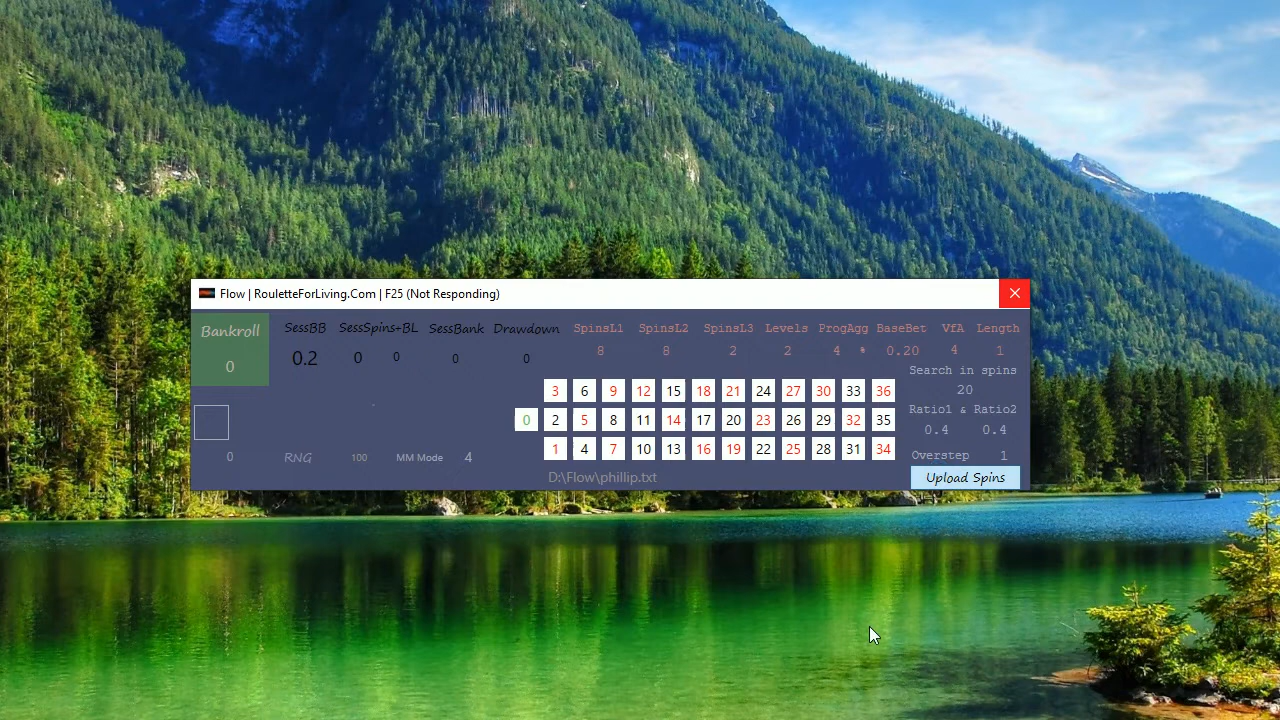 Flow | RouletteForLiving.Com | F25 (Not Responding)
Bankroll SessBB SessSpins+BL SessBank Drawdown SpinsL1 SpinsL2 SpinsL3 Levels ProgAgg BaseBet VfA Length
0 0.2 0 0 0 0 8 8 2 2 4 % 0.20 4 1
Search in spins
20
3 6 9 12 15 18 21 24 27 30 33 36
Ratio1 & Ratio2
0 2 5 8 11 14 17 20 23 26 29 32 35
0.4 0.4
1 4 7 10 13 16 19 22 25 28 31 34
0 RNG 100 MM Mode 4
Overstep 1
D:\Flow\phillip.txt
Upload Spins